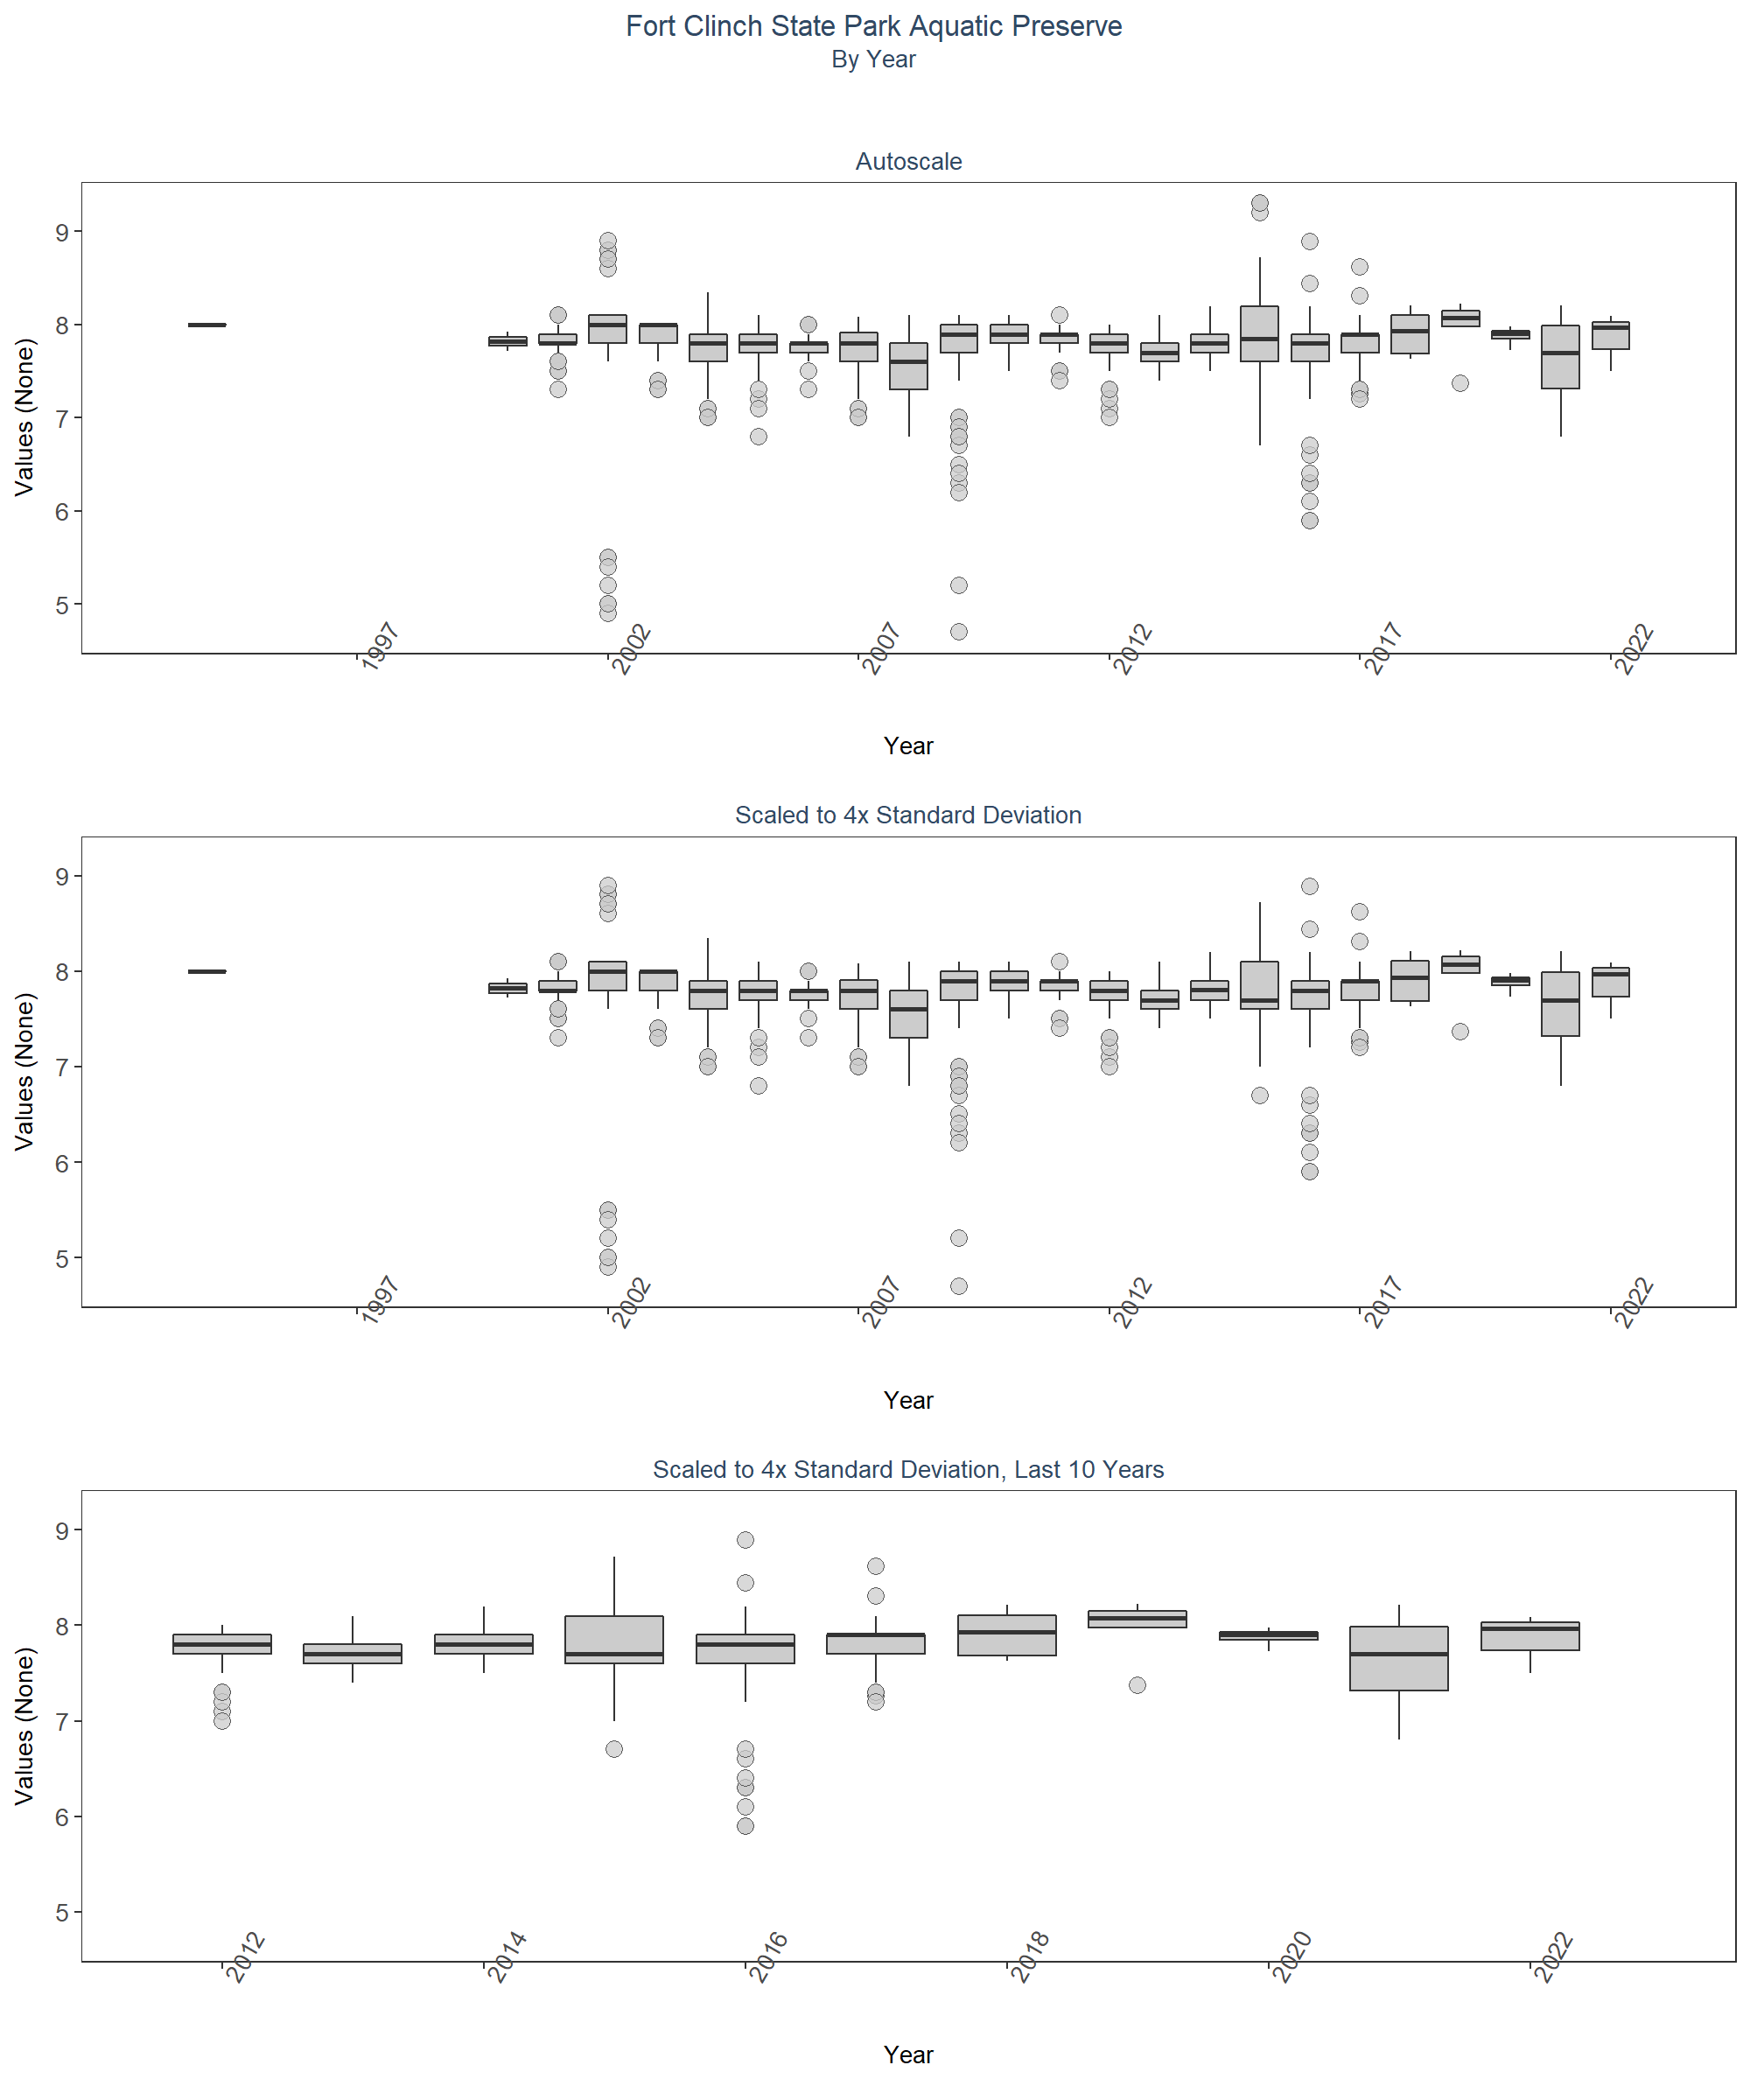 Fort Clinch State Park Aquatic Preserve
By Year
Autoscale
Values (None)
9
8
7
6
5
1997 2002 2007 2012 2017 2022
Year
Scaled to 4x Standard Deviation
Values (None)
9
8
7
6
5
1997 2002 2007 2012 2017 2022
Year
Scaled to 4x Standard Deviation, Last 10 Years
Values (None)
9
8
7
6
5
2012 2014 2016 2018 2020 2022
Year